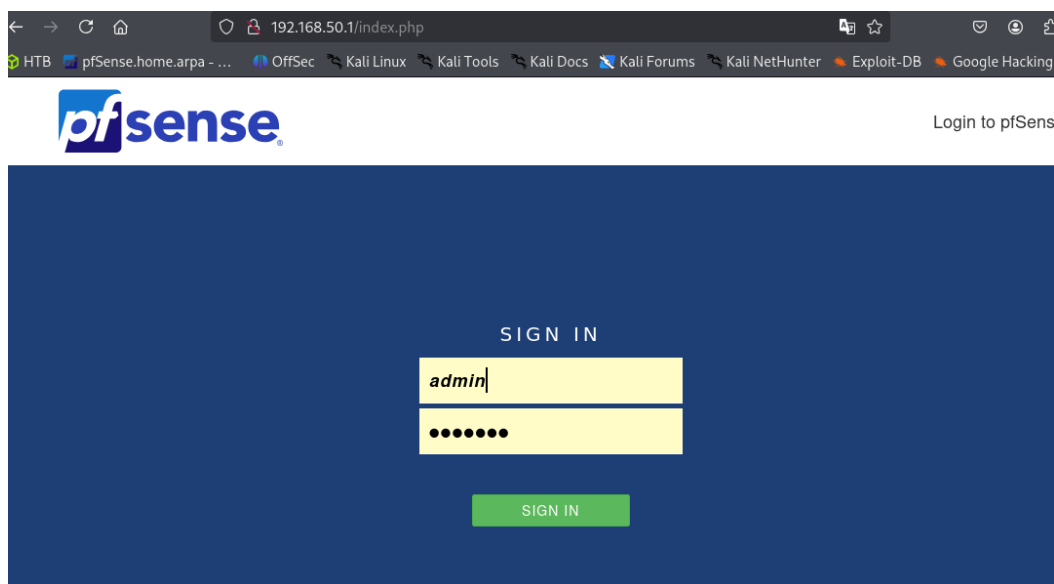 192.168.50.1/index.php
HTB pfSense.home.arpa - ... OffSec Kali Linux Kali Tools Kali Docs Kali Forums Kali NetHunter Exploit-DB Google Hacking
pfsense®
Login to pfSens
SIGN IN
admin
•••••••
SIGN IN